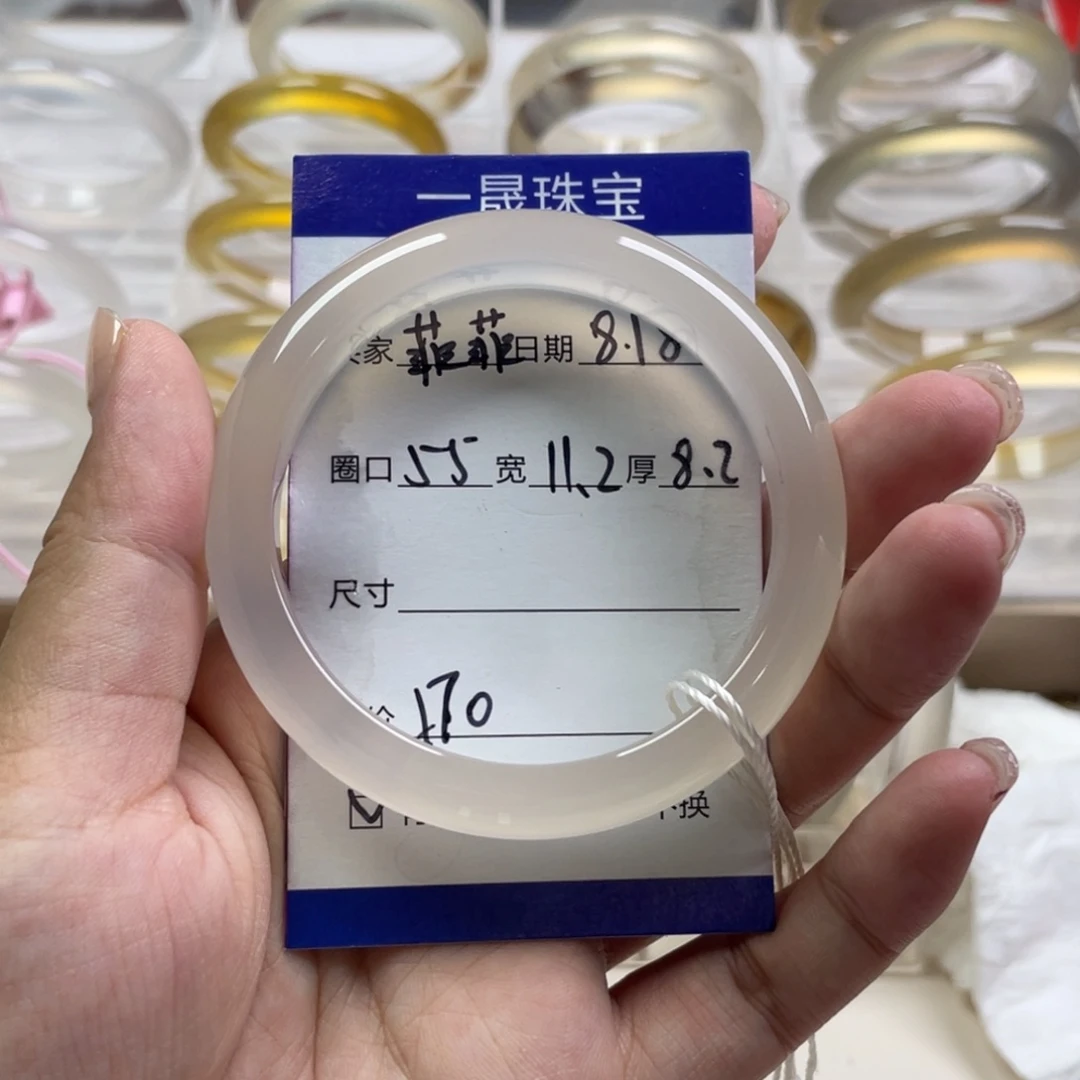 一晟珠宝
家 菲菲 日期 8.18
圈口 55 宽 11.2 厚 8.2
尺寸
170
不换